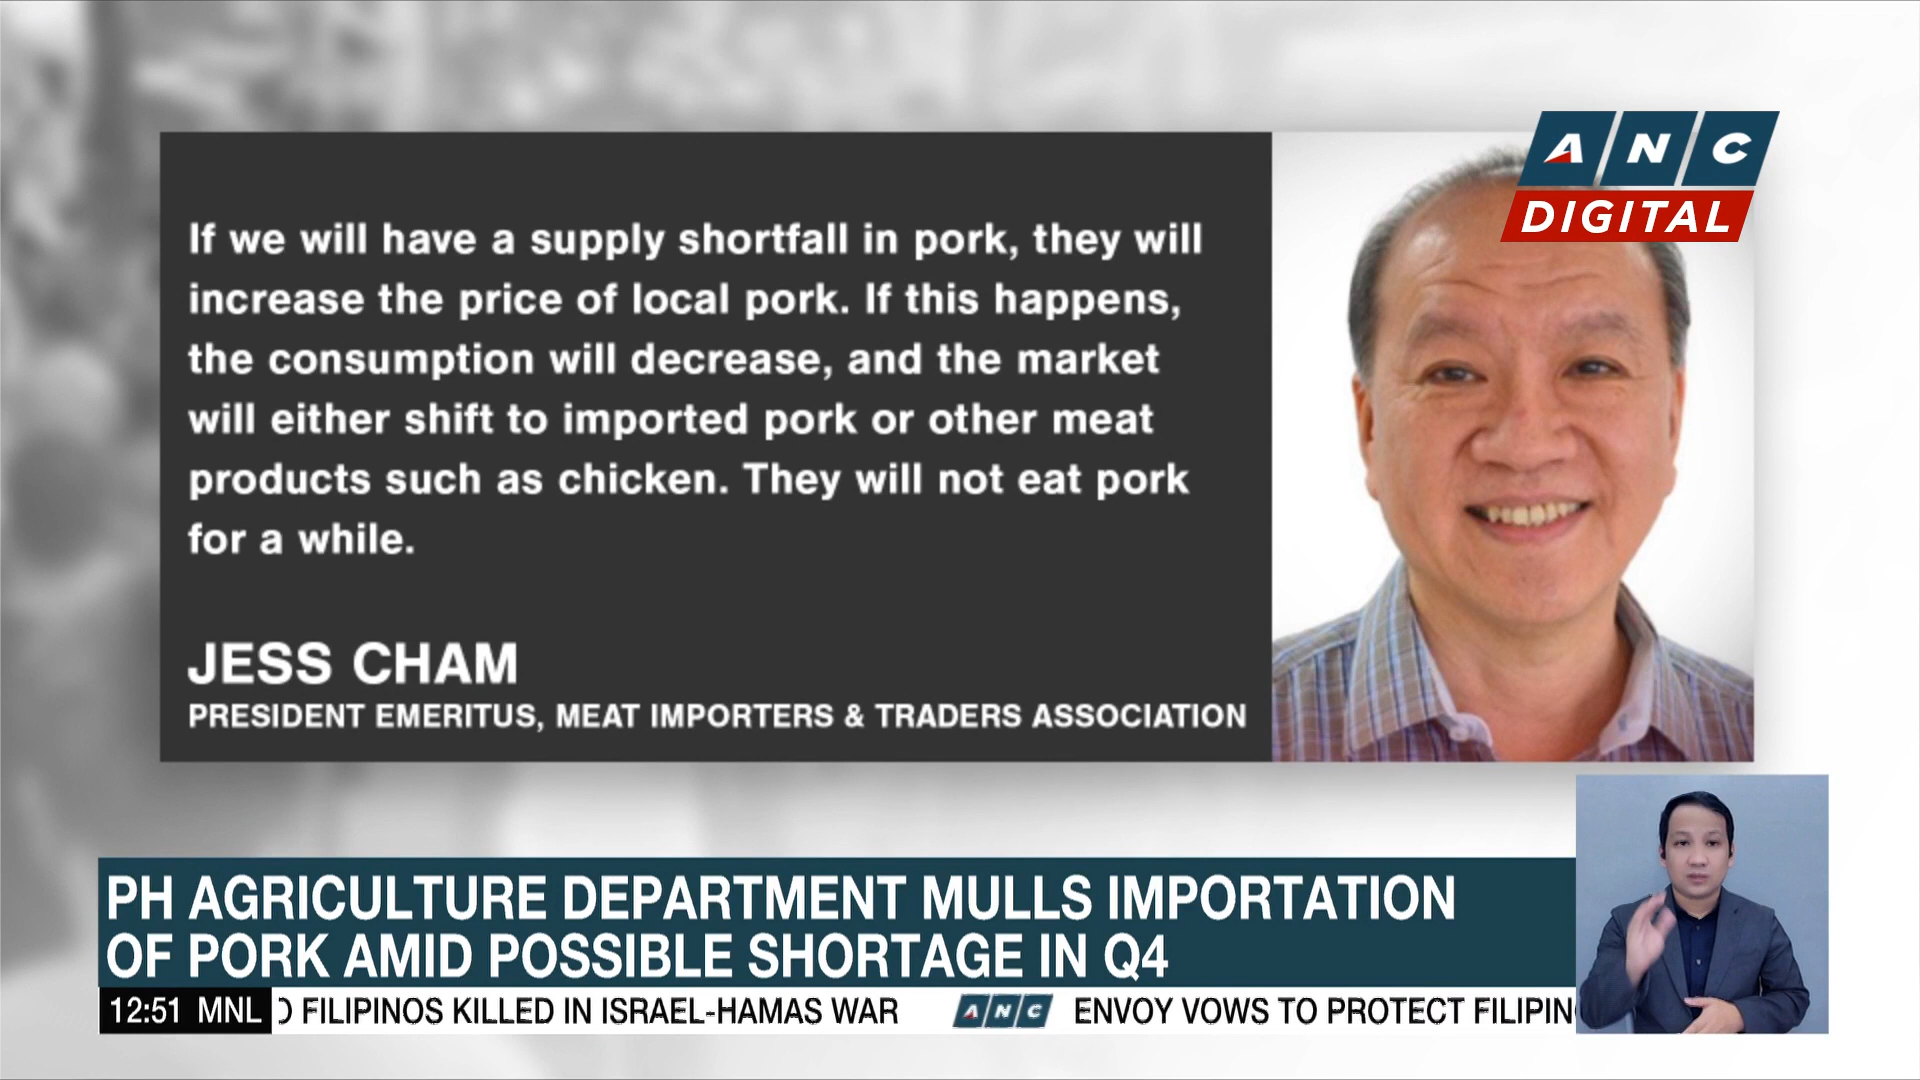 ANC
DIGITAL
If we will have a supply shortfall in pork, they will
increase the price of local pork. If this happens,
the consumption will decrease, and the market
will either shift to imported pork or other meat
products such as chicken. They will not eat pork
for a while.
JESS CHAM
PRESIDENT EMERITUS, MEAT IMPORTERS & TRADERS ASSOCIATION
PH AGRICULTURE DEPARTMENT MULLS IMPORTATION
OF PORK AMID POSSIBLE SHORTAGE IN Q4
12:51 MNL FILIPINOS KILLED IN ISRAEL-HAMAS WAR ANC ENVOY VOWS TO PROTECT